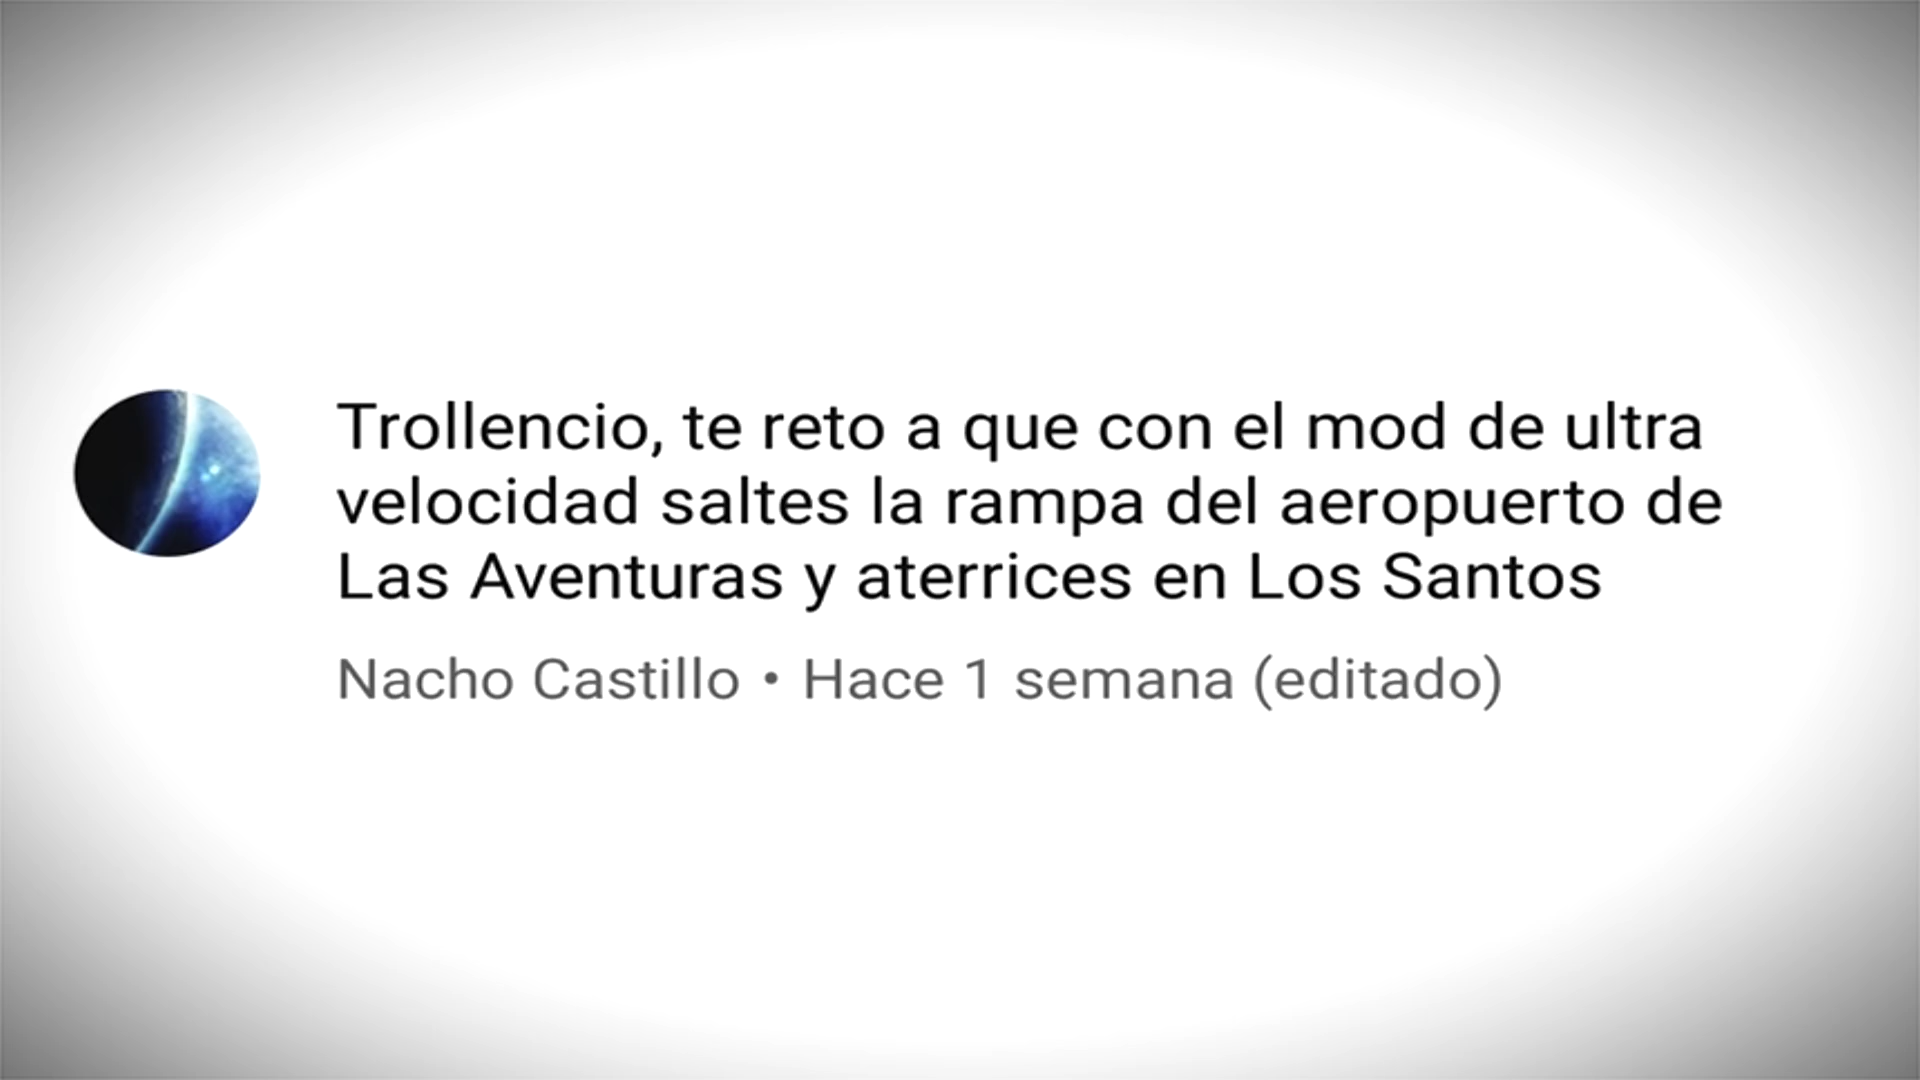 Trollencio, te reto a que con el mod de ultra
velocidad saltes la rampa del aeropuerto de
Las Aventuras y aterrices en Los Santos
Nacho Castillo • Hace 1 semana (editado)